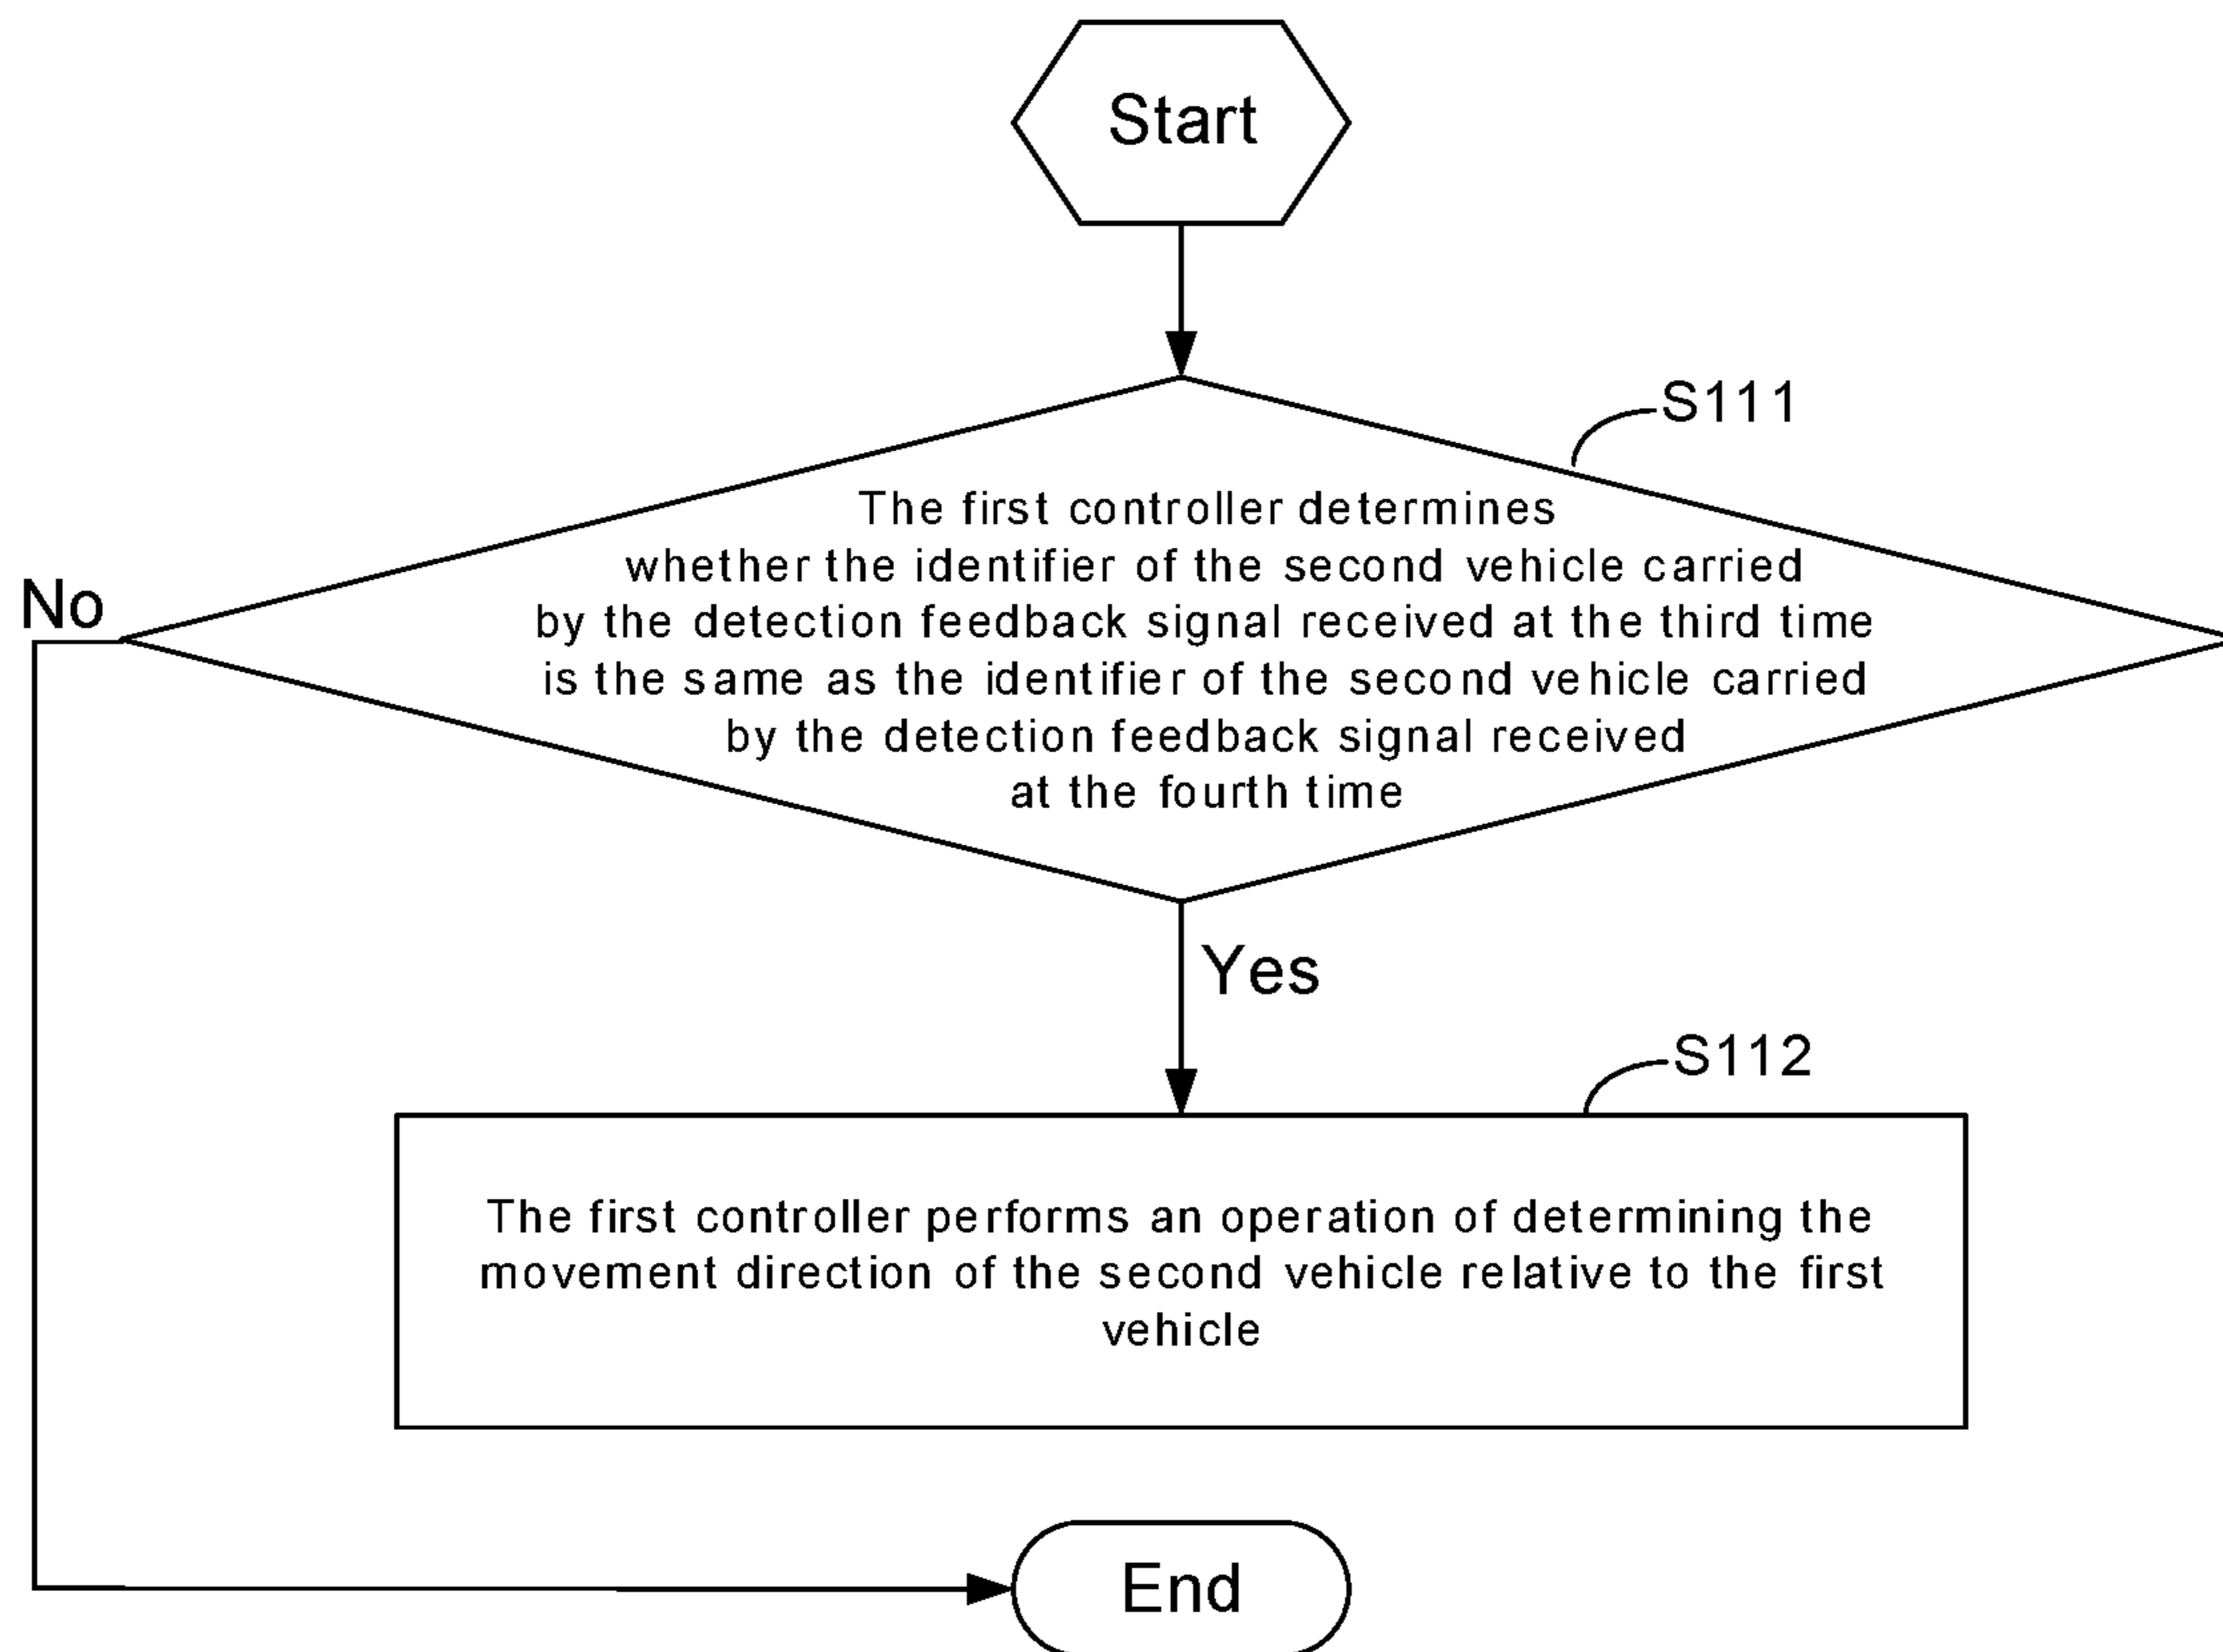 Start
S111
The first controller determines
whether the identifier of the second vehicle carried
by the detection feedback signal received at the third time
is the same as the identifier of the second vehicle carried
by the detection feedback signal received
at the fourth time
No
Yes
S112
The first controller performs an operation of determining the
movement direction of the second vehicle relative to the first
vehicle
End